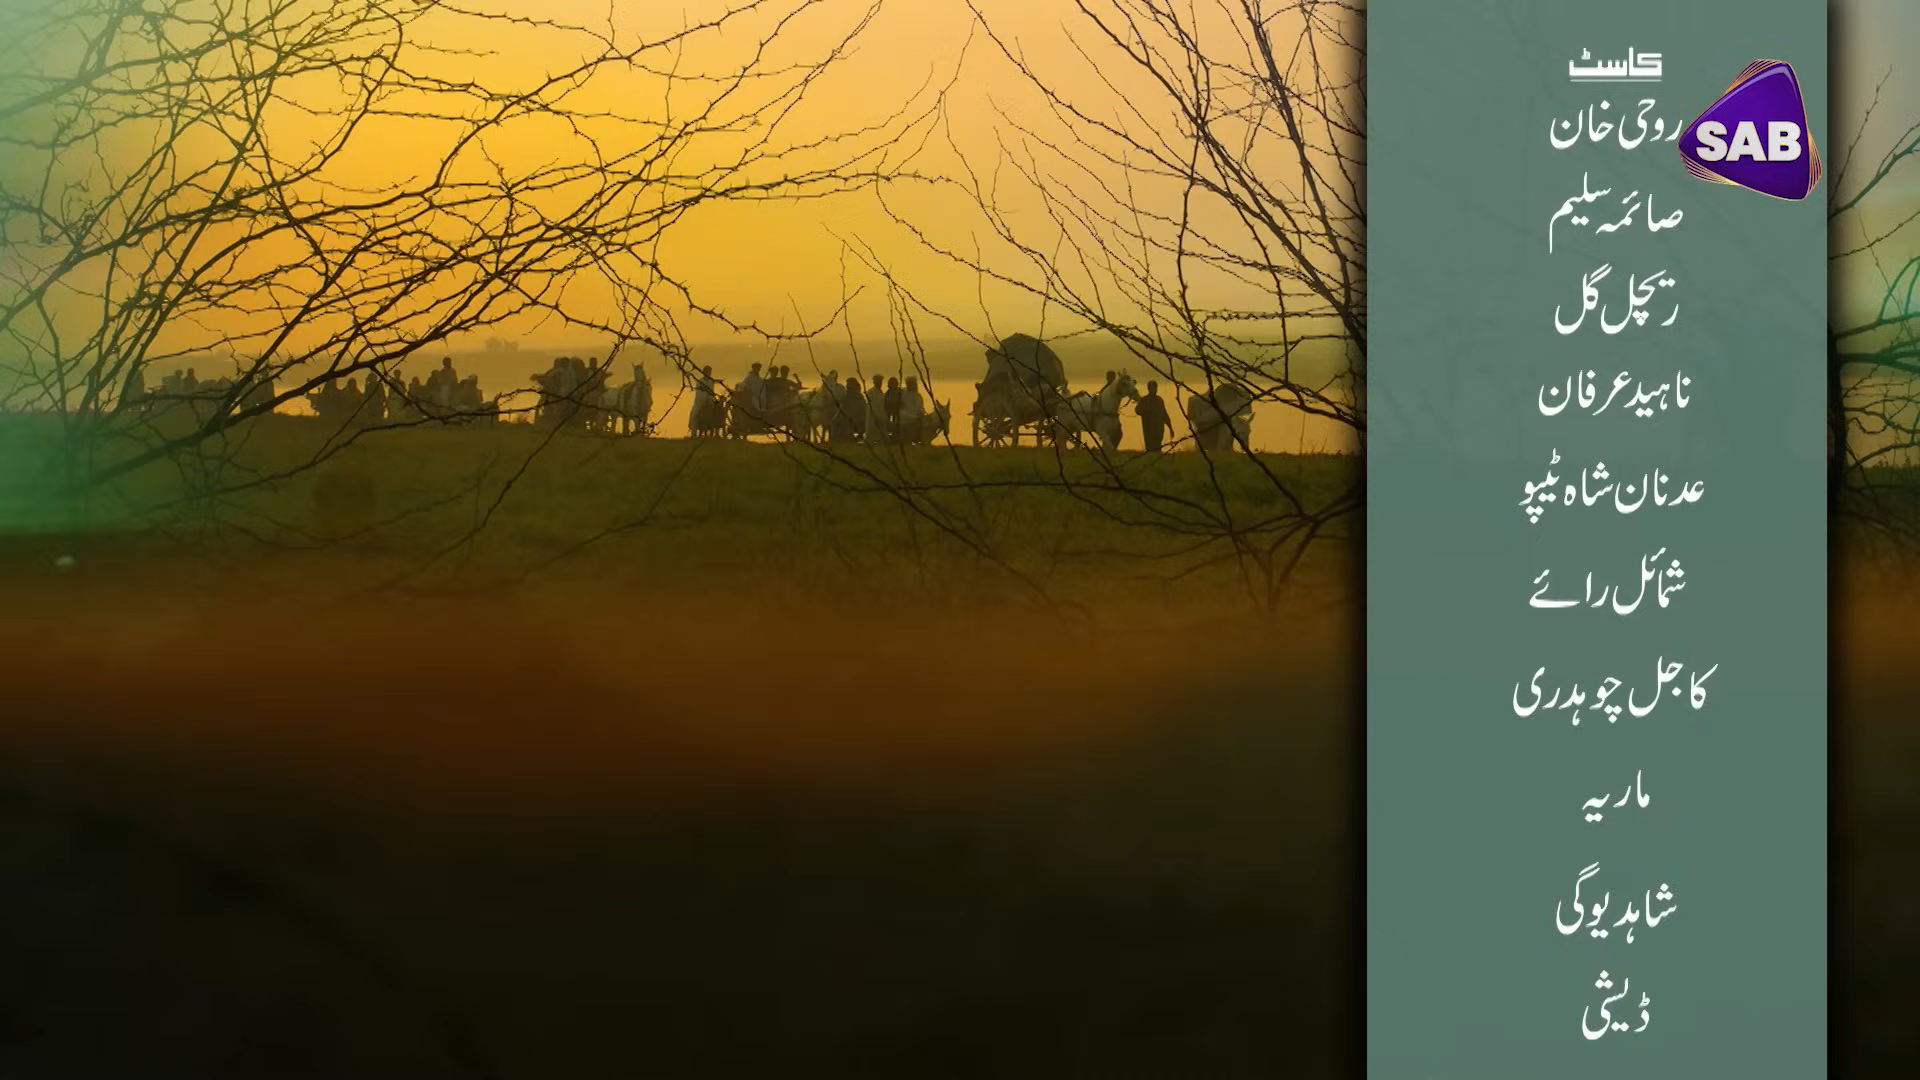 کاسٹ
روحی خان
SAB
صائمہ سلیم
ریچل گل
ناہید عرفان
عدنان شاہ ٹیپو
شمائل رائے
کاجل چوہدری
ماریہ
شاہد یوگی
ڈیشی